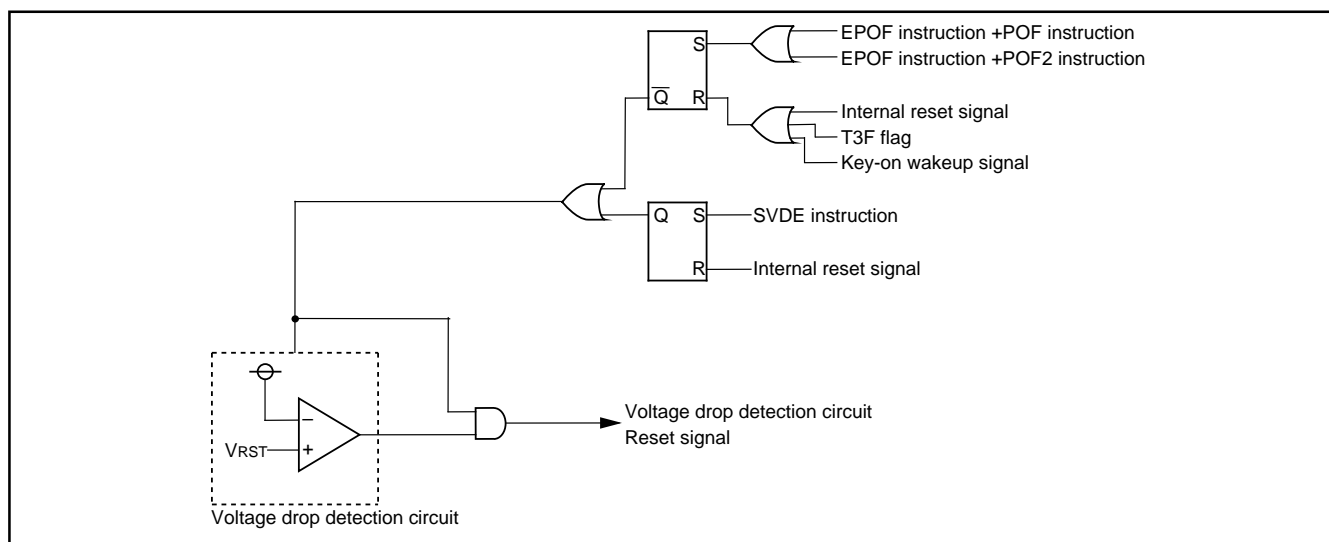 EPOF instruction +POF instruction
S
EPOF instruction +POF2 instruction
Q R
Internal reset signal
T3F flag
Key-on wakeup signal
Q S
SVDE instruction
R
Internal reset signal
−
VRST
+
Voltage drop detection circuit
Reset signal
Voltage drop detection circuit